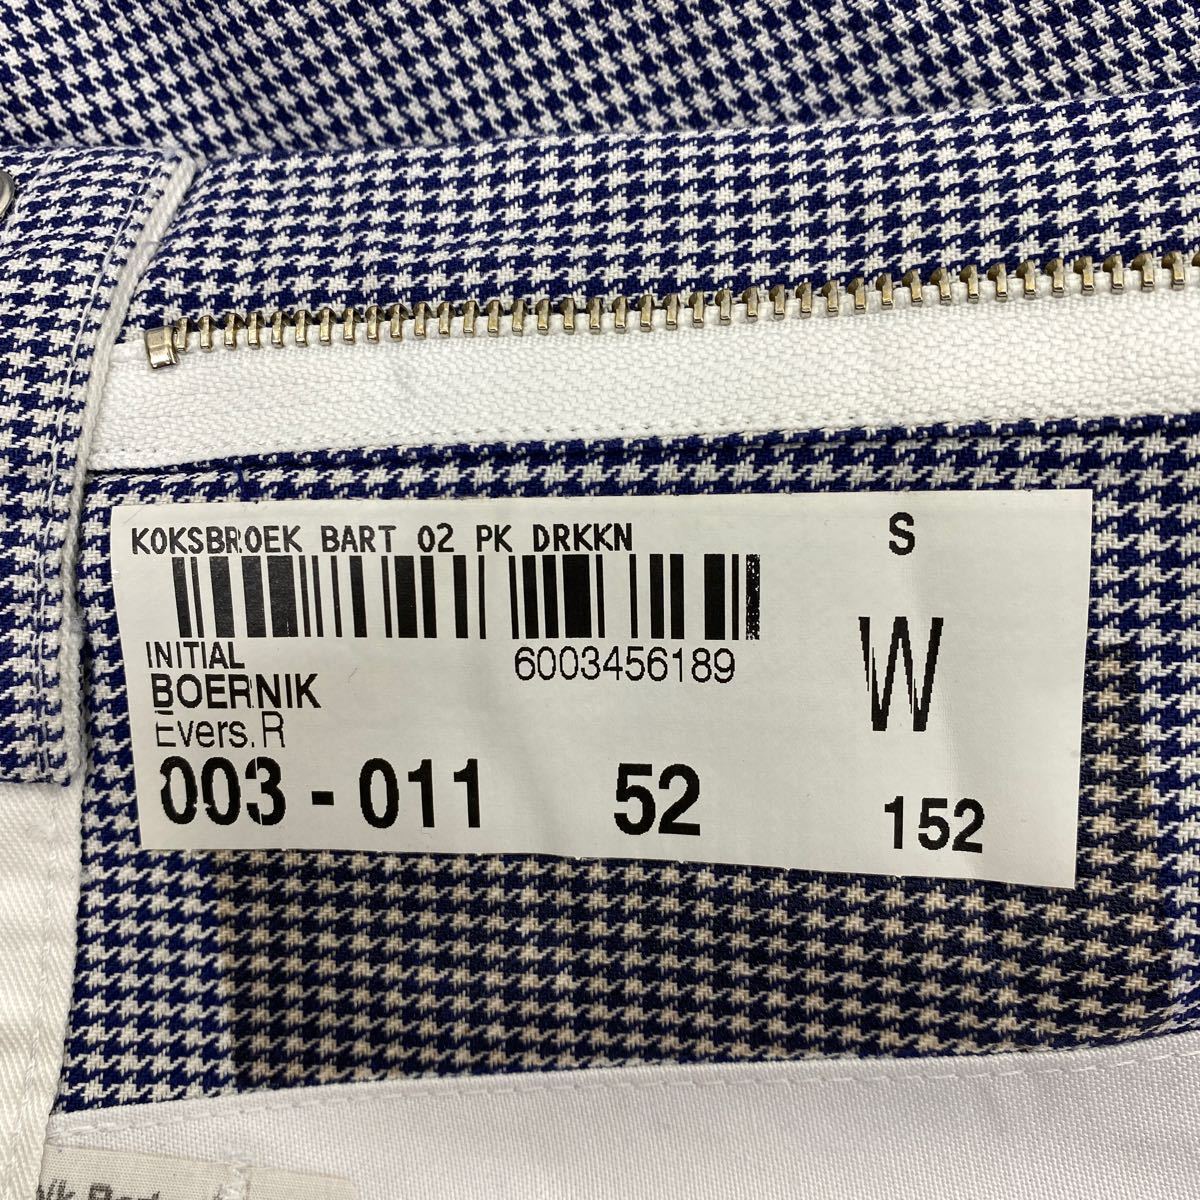 KOKSBROEK BART 02 PK DRKKN
S
6003456189
W
INITIAL
BOERNIK
Evers.R
003 - 011 52 152